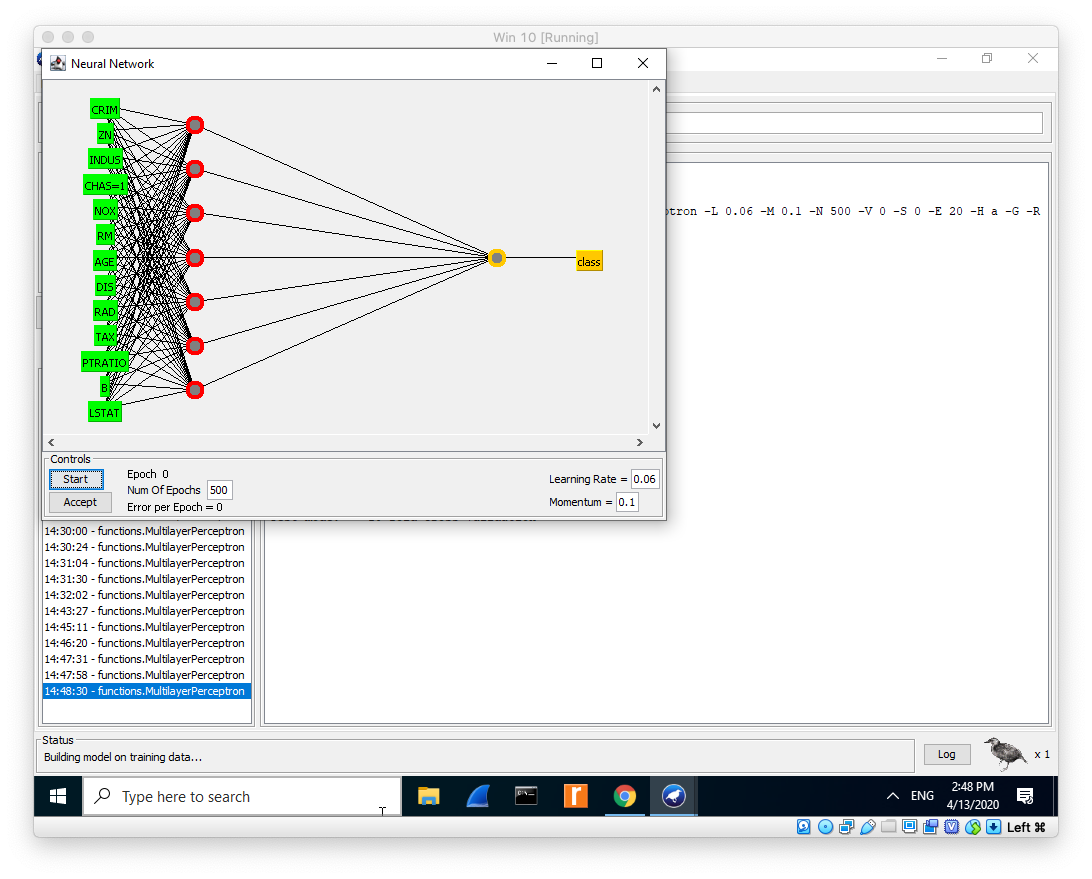 Win 10 [Running]
Neural Network
CRIM
ZN
INDUS
CHAS=1
NOX
RM
AGE
DIS
RAD
TAX
PTRATIO
B
LSTAT
class
-L 0.06 -M 0.1 -N 500 -V 0 -S 0 -E 20 -H a -G -R
Controls
Start
Accept
Epoch 0
Num Of Epochs 500
Error per Epoch = 0
Learning Rate = 0.06
Momentum = 0.1
14:30:00 - functions.MultilayerPerceptron
14:30:24 - functions.MultilayerPerceptron
14:31:04 - functions.MultilayerPerceptron
14:31:30 - functions.MultilayerPerceptron
14:32:02 - functions.MultilayerPerceptron
14:43:27 - functions.MultilayerPerceptron
14:45:11 - functions.MultilayerPerceptron
14:46:20 - functions.MultilayerPerceptron
14:47:31 - functions.MultilayerPerceptron
14:47:58 - functions.MultilayerPerceptron
14:48:30 - functions.MultilayerPerceptron
Status
Building model on training data...
Log
x 1
Type here to search
ENG
2:48 PM
4/13/2020
Left ⌘